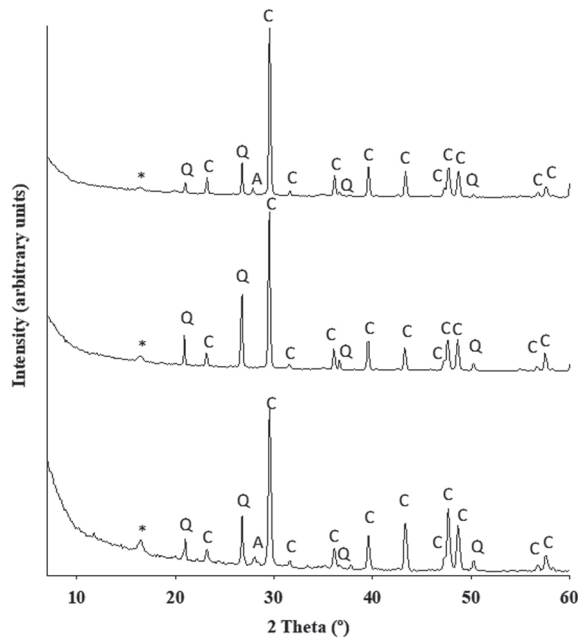 C
* Q C Q A C C Q C C C C C Q C C
C
* Q C Q C C Q C C C C C Q C C
C
* Q C Q A C C Q C C C C C Q C C
Intensity (arbitrary units)
10 20 30 40 50 60
2 Theta (º)